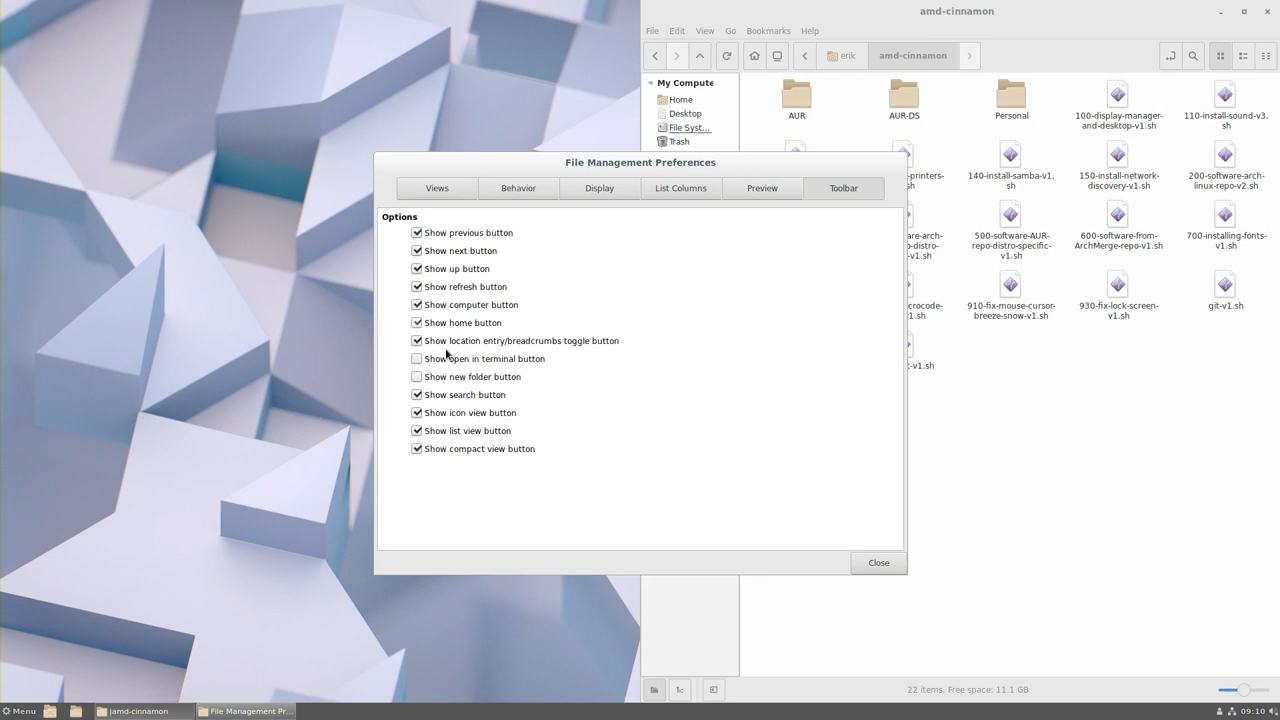 amd-cinnamon
File Edit View Go Bookmarks Help
erik
amd-cinnamon
My Compute
Home
Desktop
File Syst...
Trash
AUR
AUR-DS
Personal
100-display-manager-
and-desktop-v1.sh
110-install-sound-v3.
sh
-printers-
140-install-samba-v1.
sh
150-install-network-
discovery-v1.sh
200-software-arch-
linux-repo-v2.sh
are-arch-
-distro-
-v1.sh
500-software-AUR-
repo-distro-specific-
v1.sh
600-software-from-
ArchMerge-repo-v1.sh
700-installing-fonts-
v1.sh
crocode-
1.sh
910-fix-mouse-cursor-
breeze-snow-v1.sh
930-fix-lock-screen-
v1.sh
git-v1.sh
t-v1.sh
File Management Preferences
Views
Behavior
Display
List Columns
Preview
Toolbar
Options
Show previous button
Show next button
Show up button
Show refresh button
Show computer button
Show home button
Show location entry/breadcrumbs toggle button
Show open in terminal button
Show new folder button
Show search button
Show icon view button
Show list view button
Show compact view button
Close
22 items, Free space: 11.1 GB
Menu
[amd-cinnamon
File Management Pr...
09:10